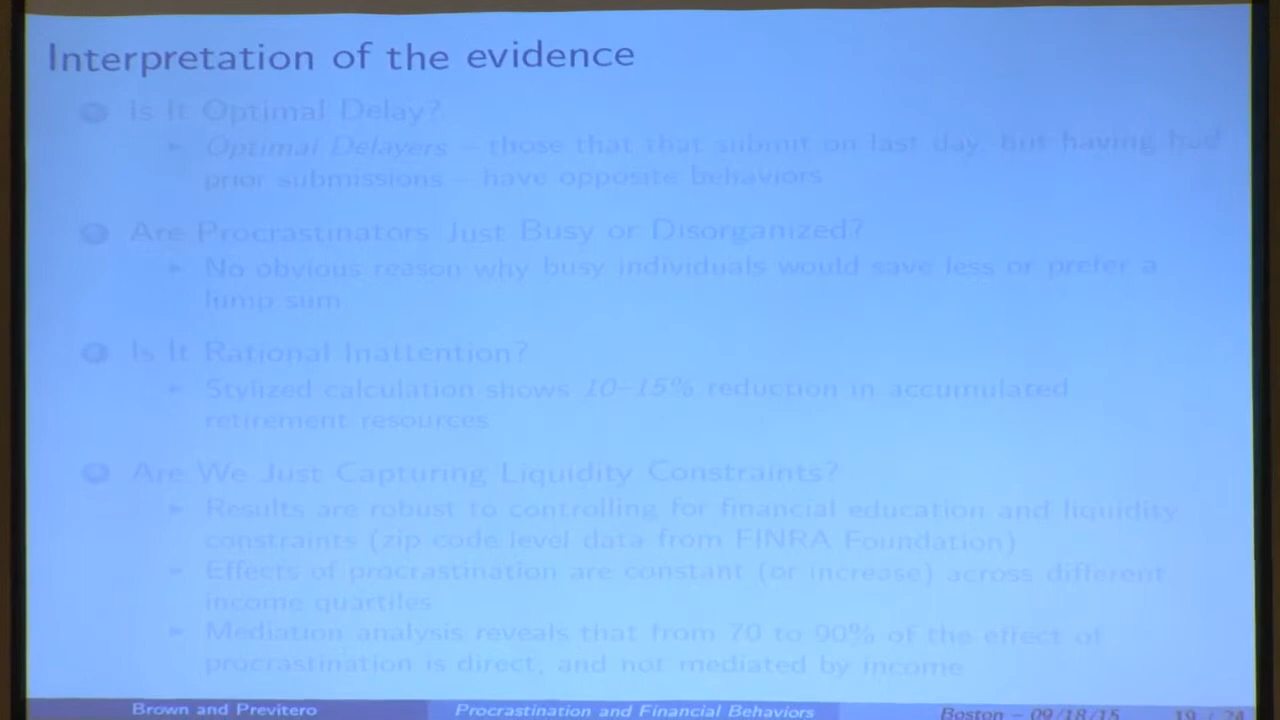 Interpretation of the evidence
Is It Optimal Delay?
Optimal Delayers – those that that submit on last day, but having had
prior submissions – have opposite behaviors
Are Procrastinators Just Busy or Disorganized?
No obvious reason why busy individuals would save less or prefer a
lump sum
Is It Rational Inattention?
Stylized calculation shows 10–15% reduction in accumulated
retirement resources
Are We Just Capturing Liquidity Constraints?
Results are robust to controlling for financial education and liquidity
constraints (zip code level data from FINRA Foundation)
Effects of procrastination are constant (or increase) across different
income quartiles
Mediation analysis reveals that from 70 to 90% of the effect of
procrastination is direct, and not mediated by income
Brown and Previtero Procrastination and Financial Behaviors Boston – 09/18/15 19 / 24